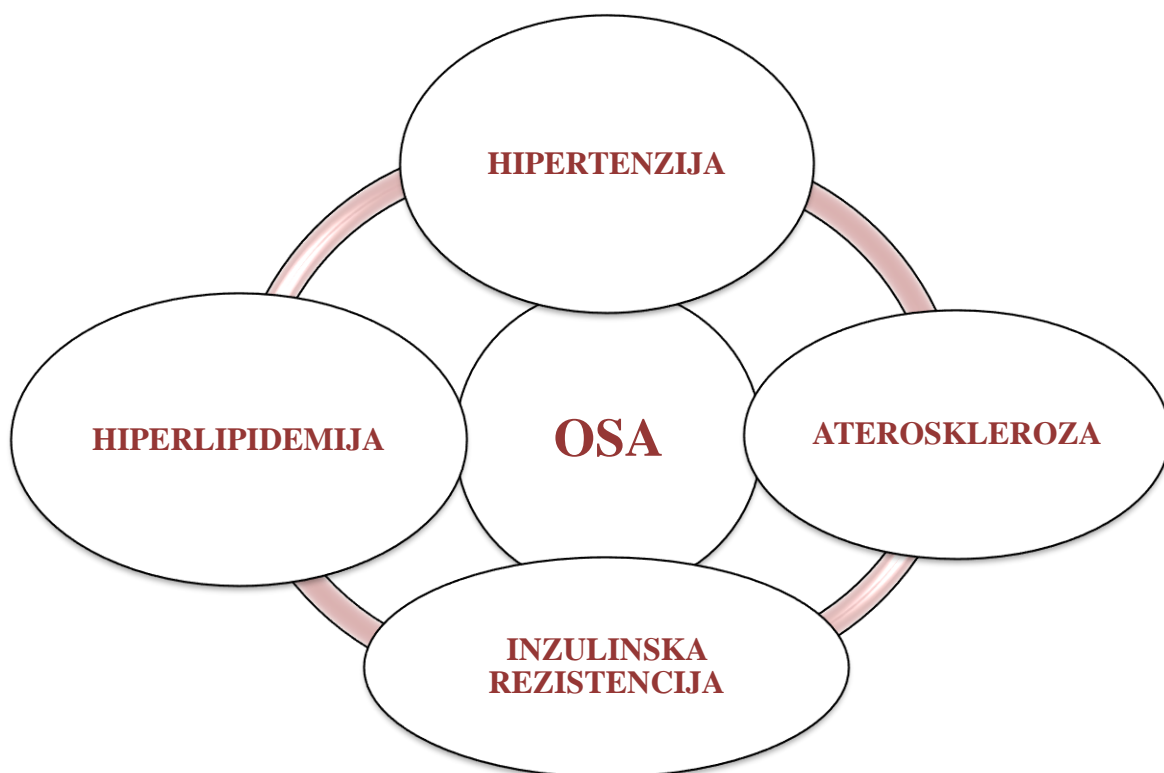 HIPERTENZIJA
HIPERLIPIDEMIJA
OSA
ATEROSKLEROZA
INZULINSKA
REZISTENCIJA